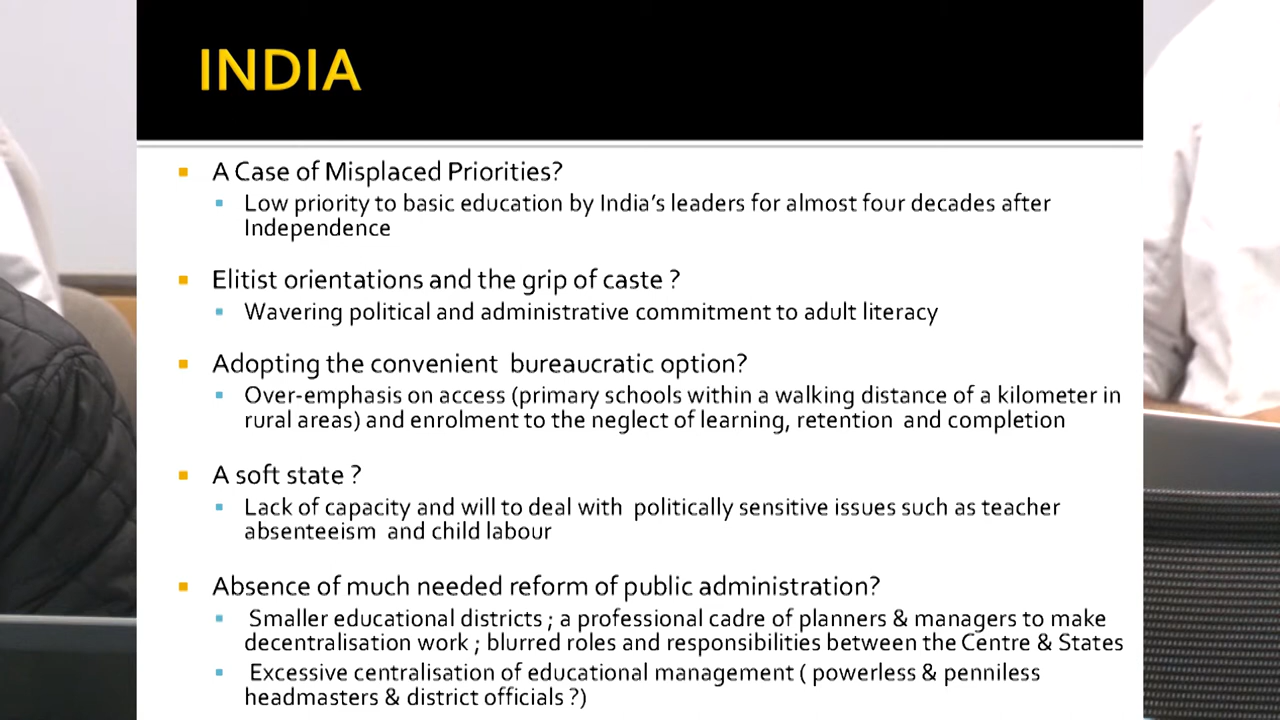 INDIA
A Case of Misplaced Priorities?
Low priority to basic education by India's leaders for almost four decades after
Independence
Elitist orientations and the grip of caste ?
Wavering political and administrative commitment to adult literacy
Adopting the convenient bureaucratic option?
Over-emphasis on access (primary schools within a walking distance of a kilometer in
rural areas) and enrolment to the neglect of learning, retention and completion
A soft state ?
Lack of capacity and will to deal with politically sensitive issues such as teacher
absenteeism and child labour
Absence of much needed reform of public administration?
Smaller educational districts ; a professional cadre of planners & managers to make
decentralisation work ; blurred roles and responsibilities between the Centre & States
Excessive centralisation of educational management ( powerless & penniless
headmasters & district officials ?)